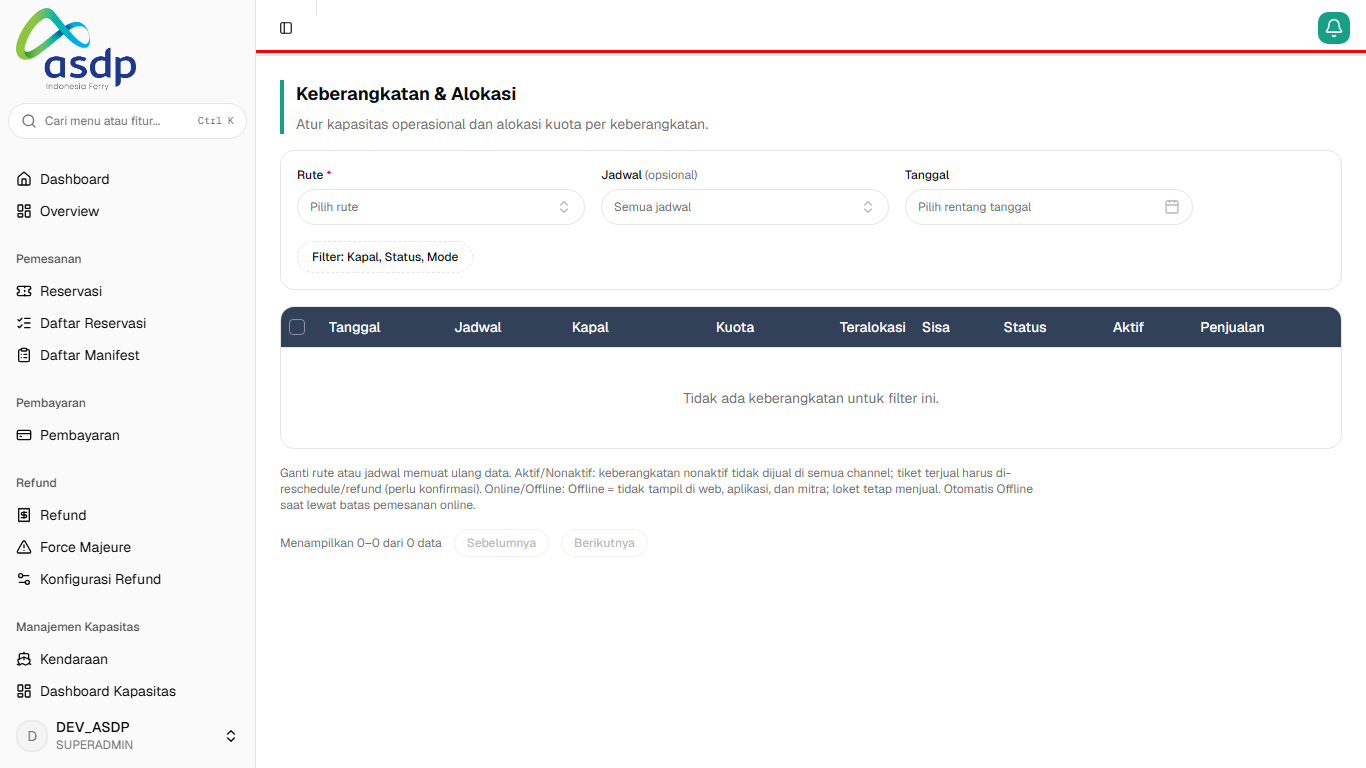 asdp
Indonesia Ferry
Cari menu atau fitur... Ctrl K
Dashboard
Overview
Pemesanan
Reservasi
Daftar Reservasi
Daftar Manifest
Pembayaran
Pembayaran
Refund
Refund
Force Majeure
Konfigurasi Refund
Manajemen Kapasitas
Kendaraan
Dashboard Kapasitas
D
DEV_ASDP
SUPERADMIN
Keberangkatan & Alokasi
Atur kapasitas operasional dan alokasi kuota per keberangkatan.
Rute * Jadwal (opsional) Tanggal
Pilih rute Semua jadwal Pilih rentang tanggal
Filter: Kapal, Status, Mode
Tanggal Jadwal Kapal Kuota Teralokasi Sisa Status Aktif Penjualan
Tidak ada keberangkatan untuk filter ini.
Ganti rute atau jadwal memuat ulang data. Aktif/Nonaktif: keberangkatan nonaktif tidak dijual di semua channel; tiket terjual harus di-
reschedule/refund (perlu konfirmasi). Online/Offline: Offline = tidak tampil di web, aplikasi, dan mitra; loket tetap menjual. Otomatis Offline
saat lewat batas pemesanan online.
Menampilkan 0–0 dari 0 data Sebelumnya Berikutnya